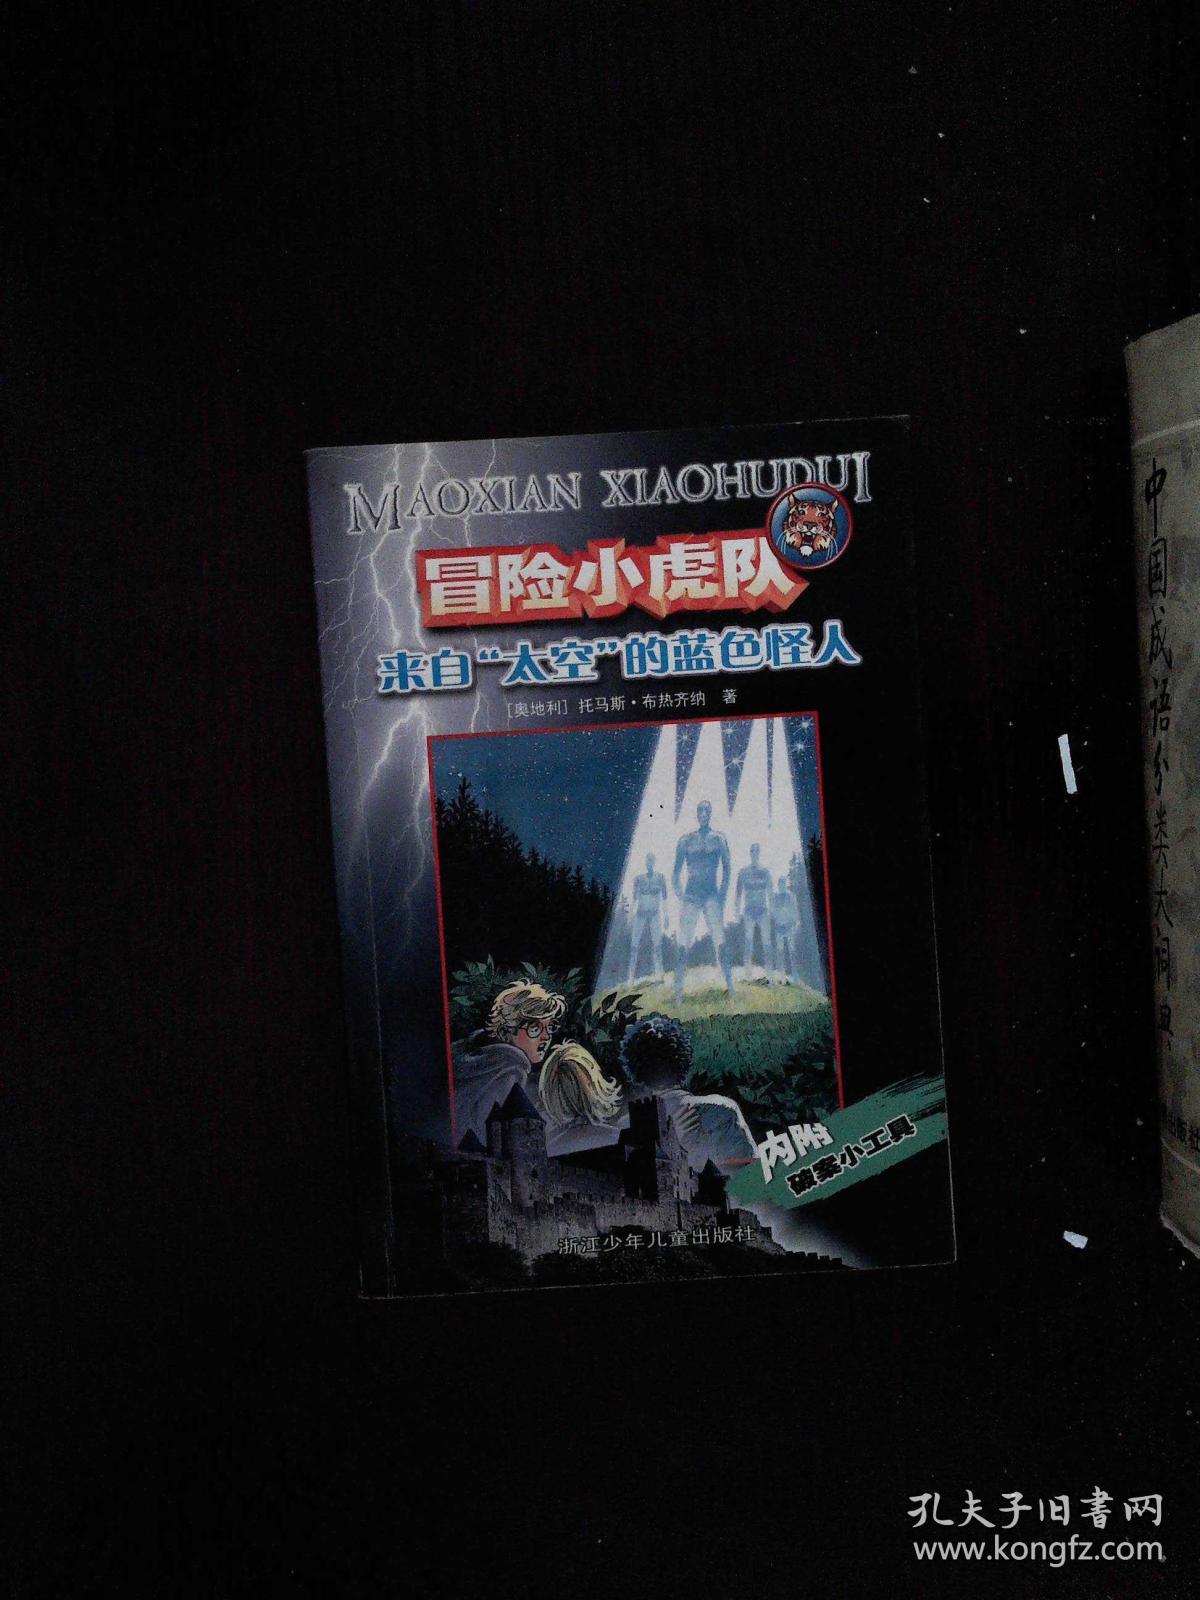 MAOXIAN XIAOHUDUI
冒险小虎队
来自“太空”的蓝色怪人
[奥地利] 托马斯·布热齐纳 著
内附
破案小工具
浙江少年儿童出版社
中国成语分类大词典
出版社
孔夫子旧书网
www.kongfz.com